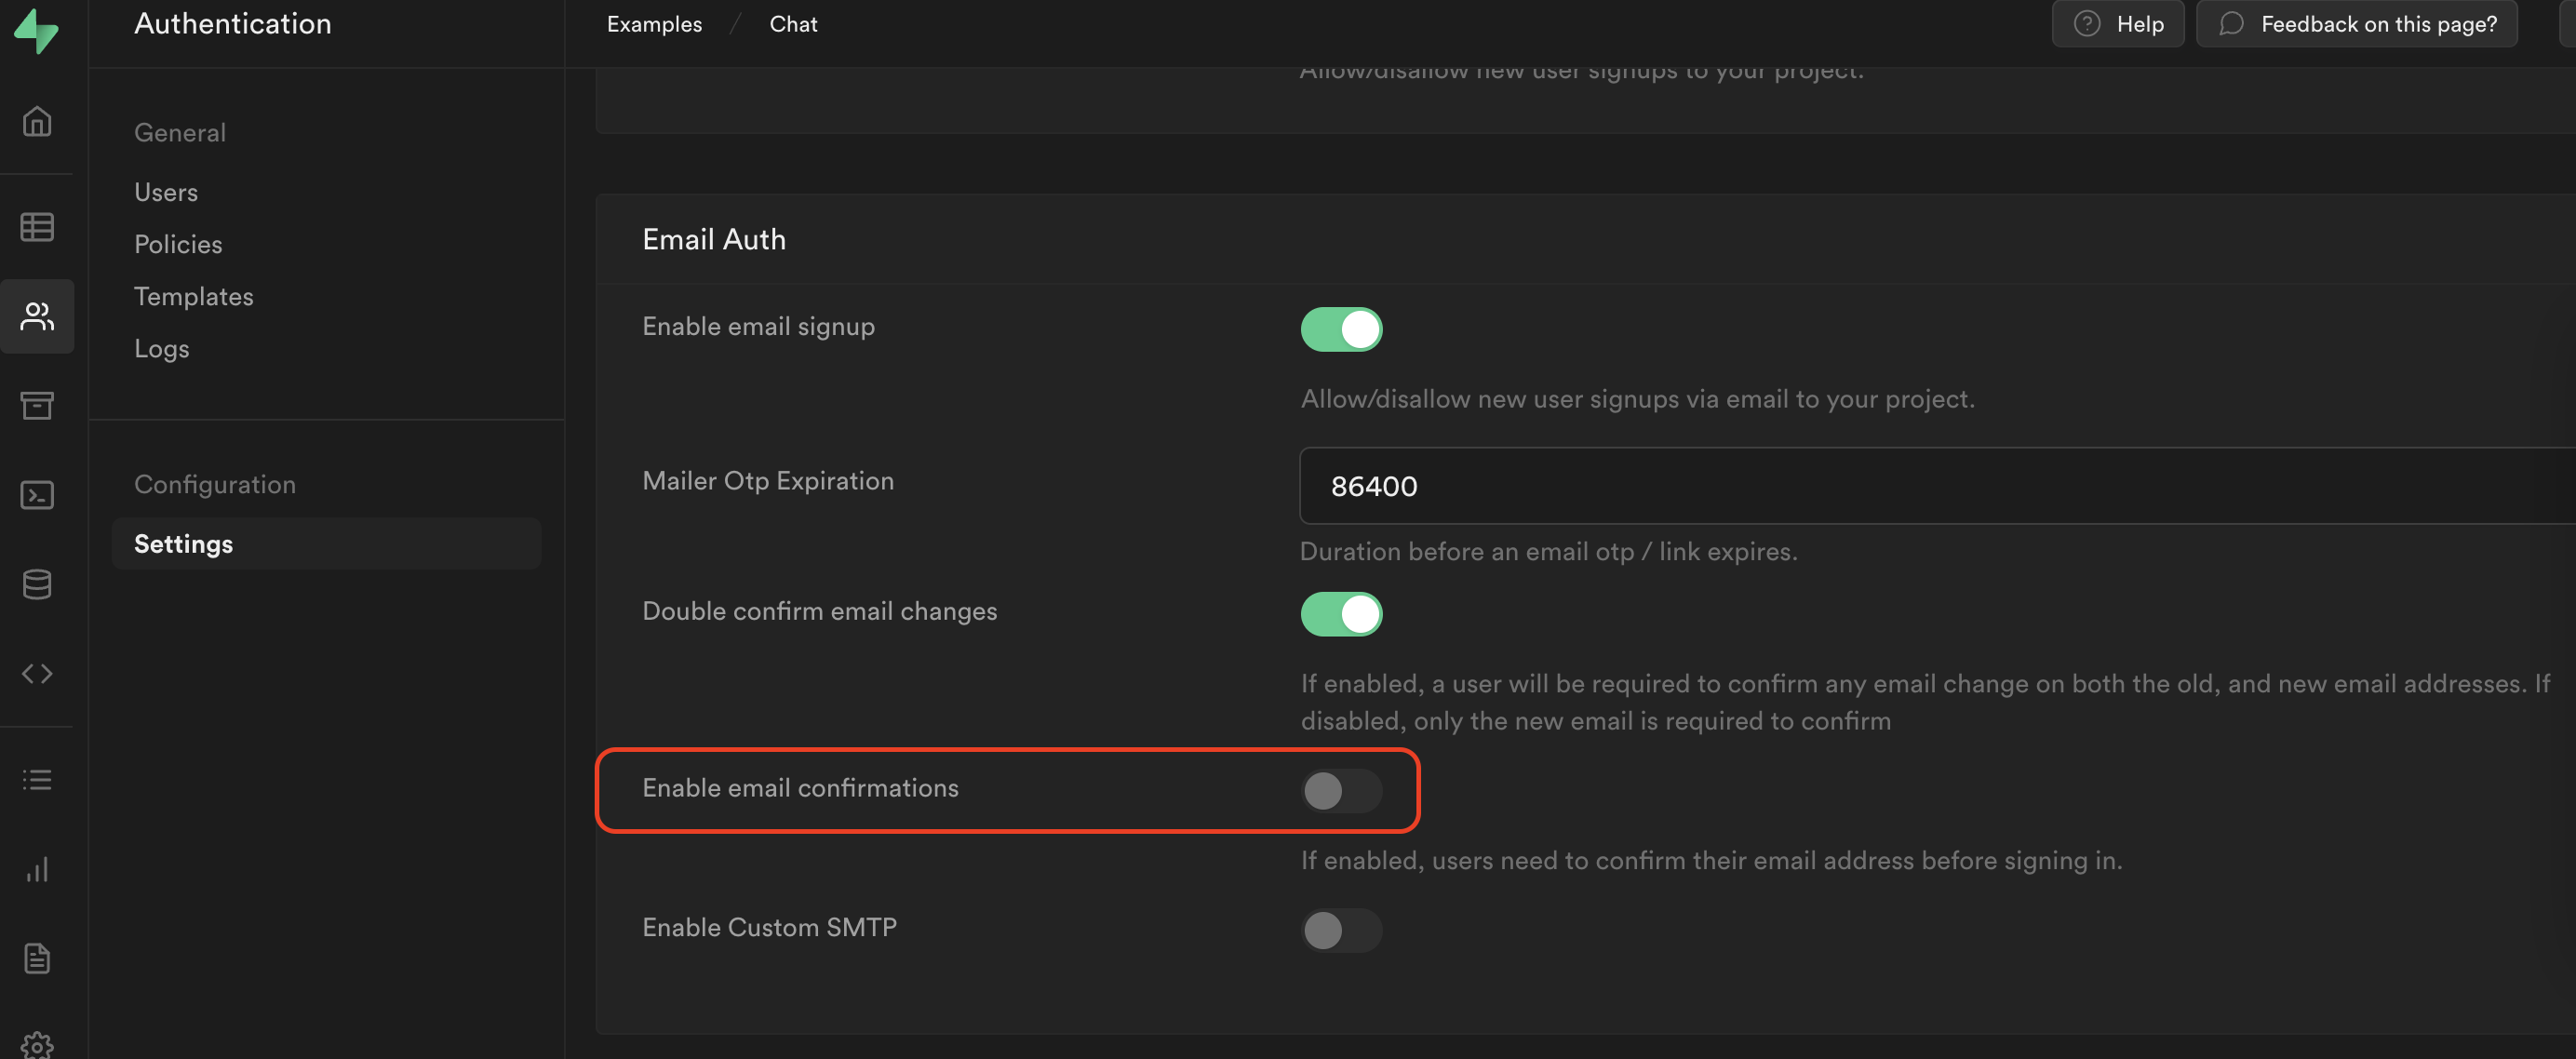 Authentication
Examples / Chat
Help
Feedback on this page?
General
Users
Policies
Templates
Logs
Configuration
Settings
Allow/disallow new user signups to your project.
Email Auth
Enable email signup
Allow/disallow new user signups via email to your project.
Mailer Otp Expiration
86400
Duration before an email otp / link expires.
Double confirm email changes
If enabled, a user will be required to confirm any email change on both the old, and new email addresses. If
disabled, only the new email is required to confirm
Enable email confirmations
If enabled, users need to confirm their email address before signing in.
Enable Custom SMTP